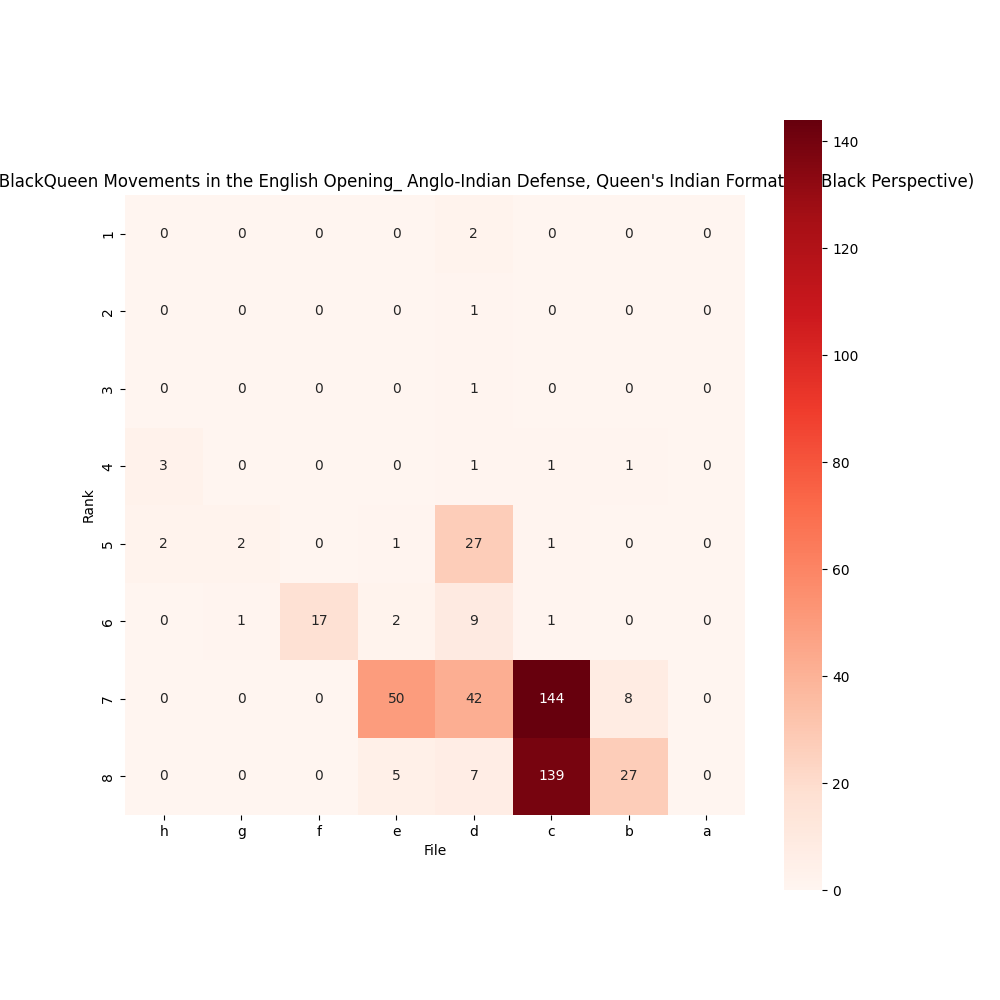 BlackQueen Movements in the English Opening_ Anglo-Indian Defense, Queen's Indian Format Black Perspective)
140
120
100
80
60
40
20
0
Rank
1 0 0 0 0 2 0 0 0
2 0 0 0 0 1 0 0 0
3 0 0 0 0 1 0 0 0
4 3 0 0 0 1 1 1 0
5 2 2 0 1 27 1 0 0
6 0 1 17 2 9 1 0 0
7 0 0 0 50 42 144 8 0
8 0 0 0 5 7 139 27 0
h g f e d c b a
File